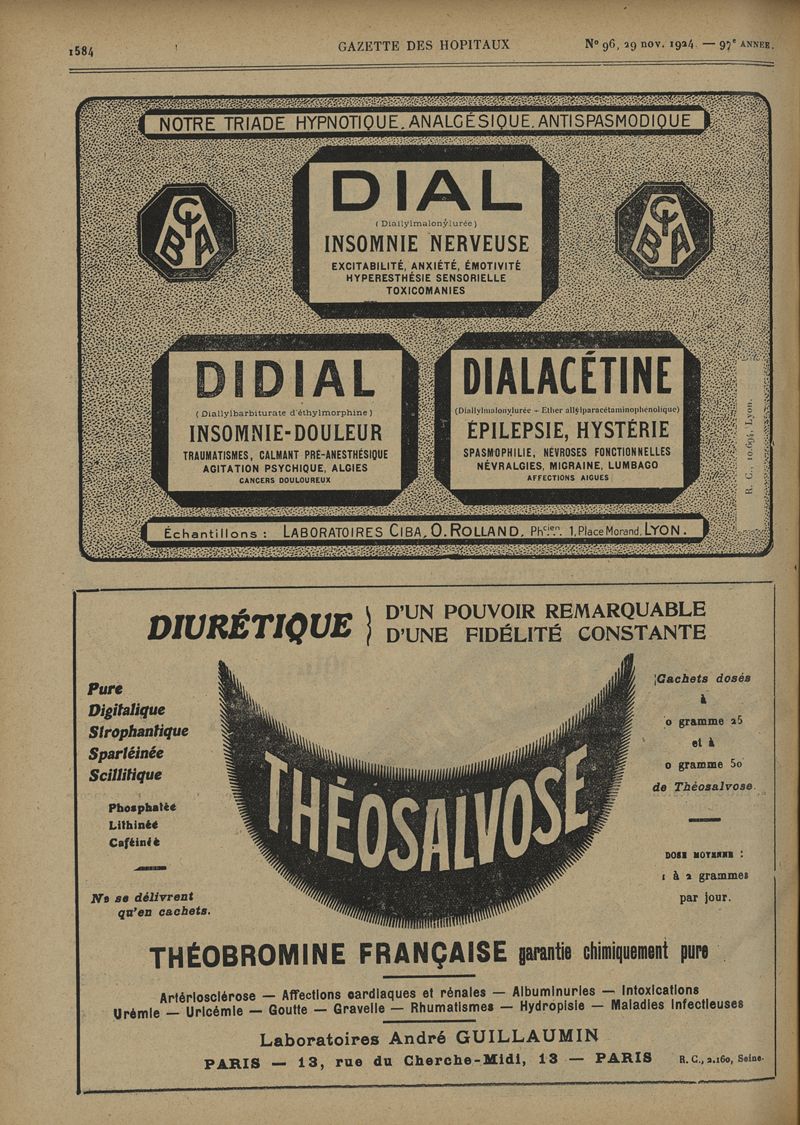 1584
GAZETTE DES HOPITAUX
Nº 96, 29 nov. 1924. — 97e ANNEE.
NOTRE TRIADE HYPNOTIQUE. ANALGÉSIQUE. ANTISPASMODIQUE
CIBA
DIAL
(Diallylmalonylurée)
INSOMNIE NERVEUSE
EXCITABILITÉ, ANXIÉTÉ, ÉMOTIVITÉ
HYPERESTHÉSIE SENSORIELLE
TOXICOMANIES
CIBA
DIDIAL
(Diallylbarbiturate d'éthylmorphine)
INSOMNIE-DOULEUR
TRAUMATISMES, CALMANT PRÉ-ANESTHÉSIQUE
AGITATION PSYCHIQUE, ALGIES
CANCERS DOULOUREUX
DIALACÉTINE
(Diallylmalonylurée - Ether allylparacétaminophénolique)
ÉPILEPSIE, HYSTÉRIE
SPASMOPHILIE, NÉVROSES FONCTIONNELLES
NÉVRALGIES, MIGRAINE, LUMBAGO
AFFECTIONS AIGUES
R. C., 10.694, Lyon.
Échantillons : LABORATOIRES CIBA, O. ROLLAND, Phcien. 1, Place Morand, LYON.
DIURÉTIQUE } D'UN POUVOIR REMARQUABLE
D'UNE FIDÉLITÉ CONSTANTE
Pure
Digitalique
Strophantique
Spartéinée
Scillitique
Phosphatée
Lithinée
Caféinée
Ne se délivrent
qu'en cachets.
THÉOSALVOSE
Cachets dosés
à
0 gramme 25
et à
0 gramme 50
de Théosalvose.
DOSE MOYENNE :
1 à 2 grammes
par jour.
THÉOBROMINE FRANÇAISE garantie chimiquement pure
Artériosclérose — Affections cardiaques et rénales — Albuminuries — Intoxications
Urémie — Uricémie — Goutte — Gravelle — Rhumatismes — Hydropisie — Maladies infectieuses
Laboratoires André GUILLAUMIN
PARIS — 13, rue du Cherche-Midi, 13 — PARIS R. C., 2.160, Seine.